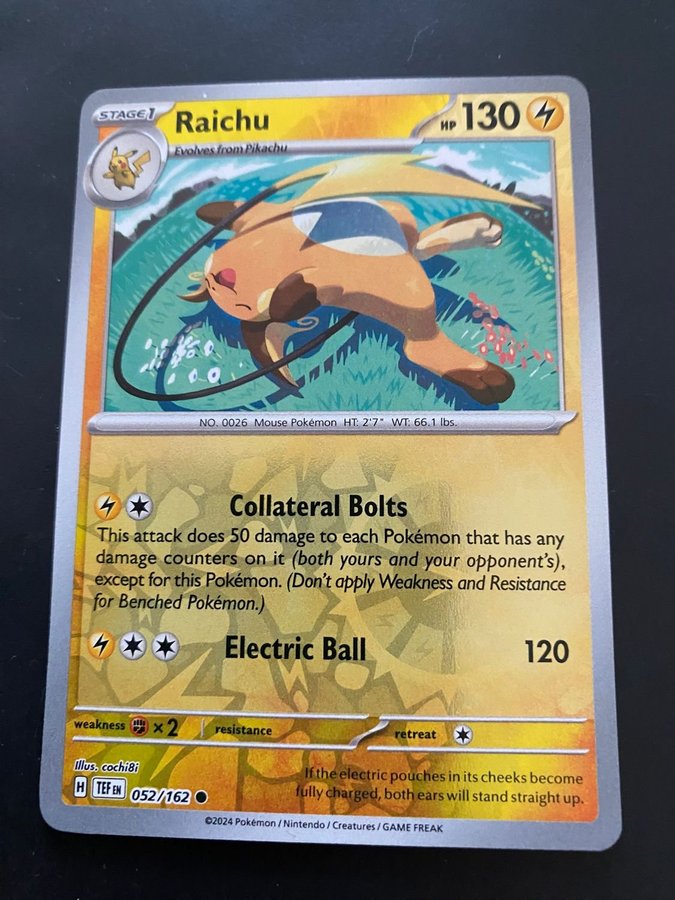 STAGE 1
Raichu
HP 130
Evolves from Pikachu
NO. 0026 Mouse Pokémon HT: 2'7" WT: 66.1 lbs.
Collateral Bolts
This attack does 50 damage to each Pokémon that has any
damage counters on it (both yours and your opponent's),
except for this Pokémon. (Don't apply Weakness and Resistance
for Benched Pokémon.)
Electric Ball 120
weakness ×2 resistance retreat
Illus. cochi8i
H TEF EN 052/162
If the electric pouches in its cheeks become
fully charged, both ears will stand straight up.
©2024 Pokémon / Nintendo / Creatures / GAME FREAK